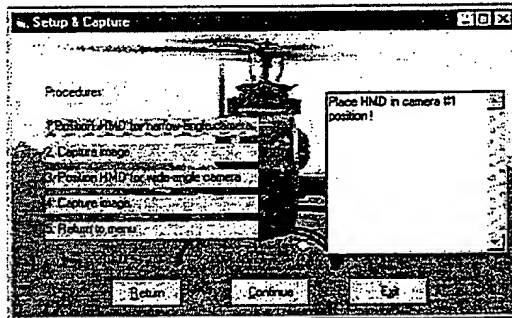 Setup & Capture
Procedures:
1. Position HMD for narrow-angle camera
2. Capture image
3. Position HMD for wide-angle camera
4. Capture image
5. Return to menu
Place HMD in camera #1
position!
Return
Continue
Exit